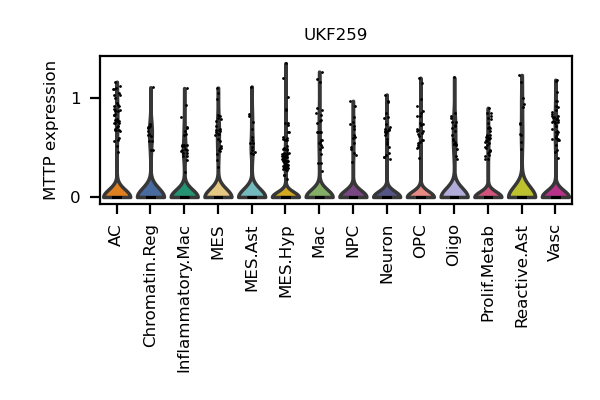 UKF259
MTTP expression
1
0
AC
Chromatin.Reg
Inflammatory.Mac
MES
MES.Ast
MES.Hyp
Mac
NPC
Neuron
OPC
Oligo
Prolif.Metab
Reactive.Ast
Vasc